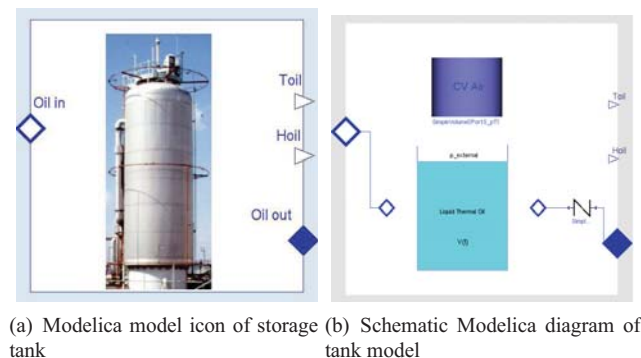 Oil in
Toil
Hoil
Oil out
CV Air
Toil
Hoil
p_external
Liquid Thermal Oil
V(t)
(a) Modelica model icon of storage tank
(b) Schematic Modelica diagram of tank model